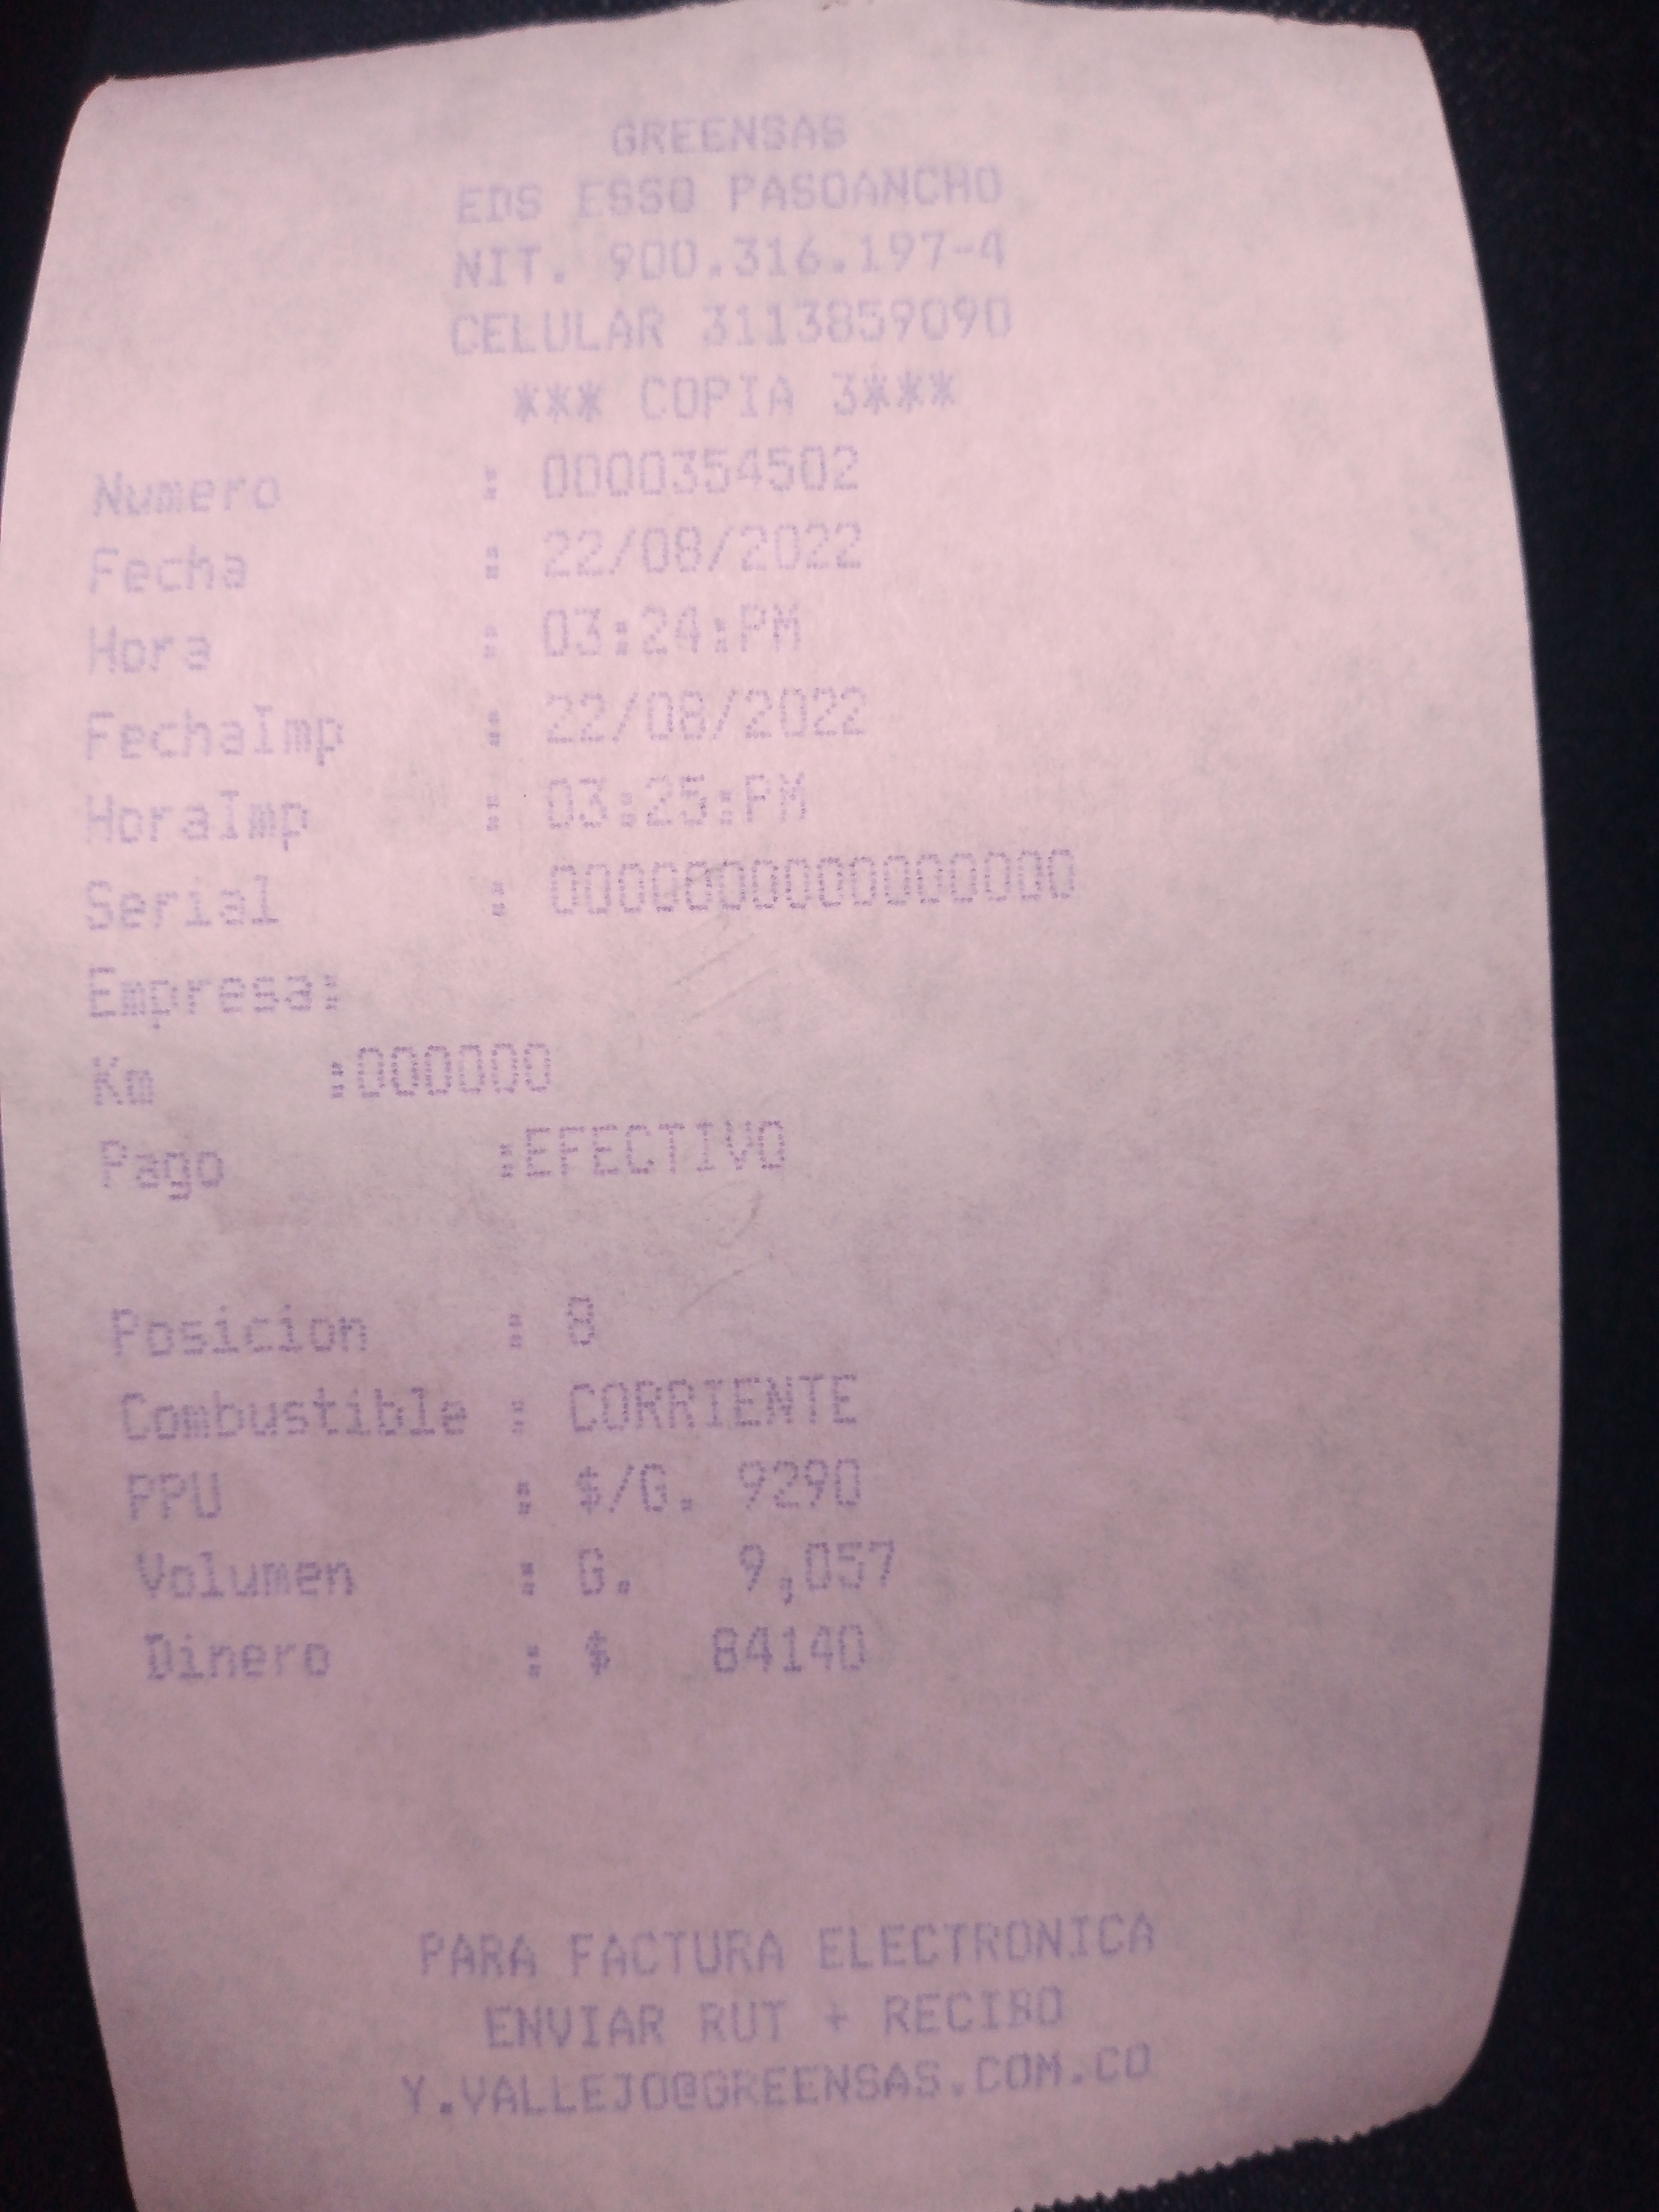 GREENSAS
EDS ESSO PASOANCHO
NIT. 900.316.197-4
CELULAR 3113859090
*** COPIA 3***
Numero : 0000354502
Fecha : 22/08/2022
Hora : 03:24:PM
FechaImp : 22/08/2022
HoraImp : 03:25:PM
Serial : 0000000000000000
Empresa:
Km :000000
Pago :EFECTIVO
Posicion : 8
Combustible : CORRIENTE
PPU : $/G. 9290
Volumen : G. 9,057
Dinero : $ 84140
PARA FACTURA ELECTRONICA
ENVIAR RUT + RECIBO
Y.VALLEJO@GREENSAS.COM.CO